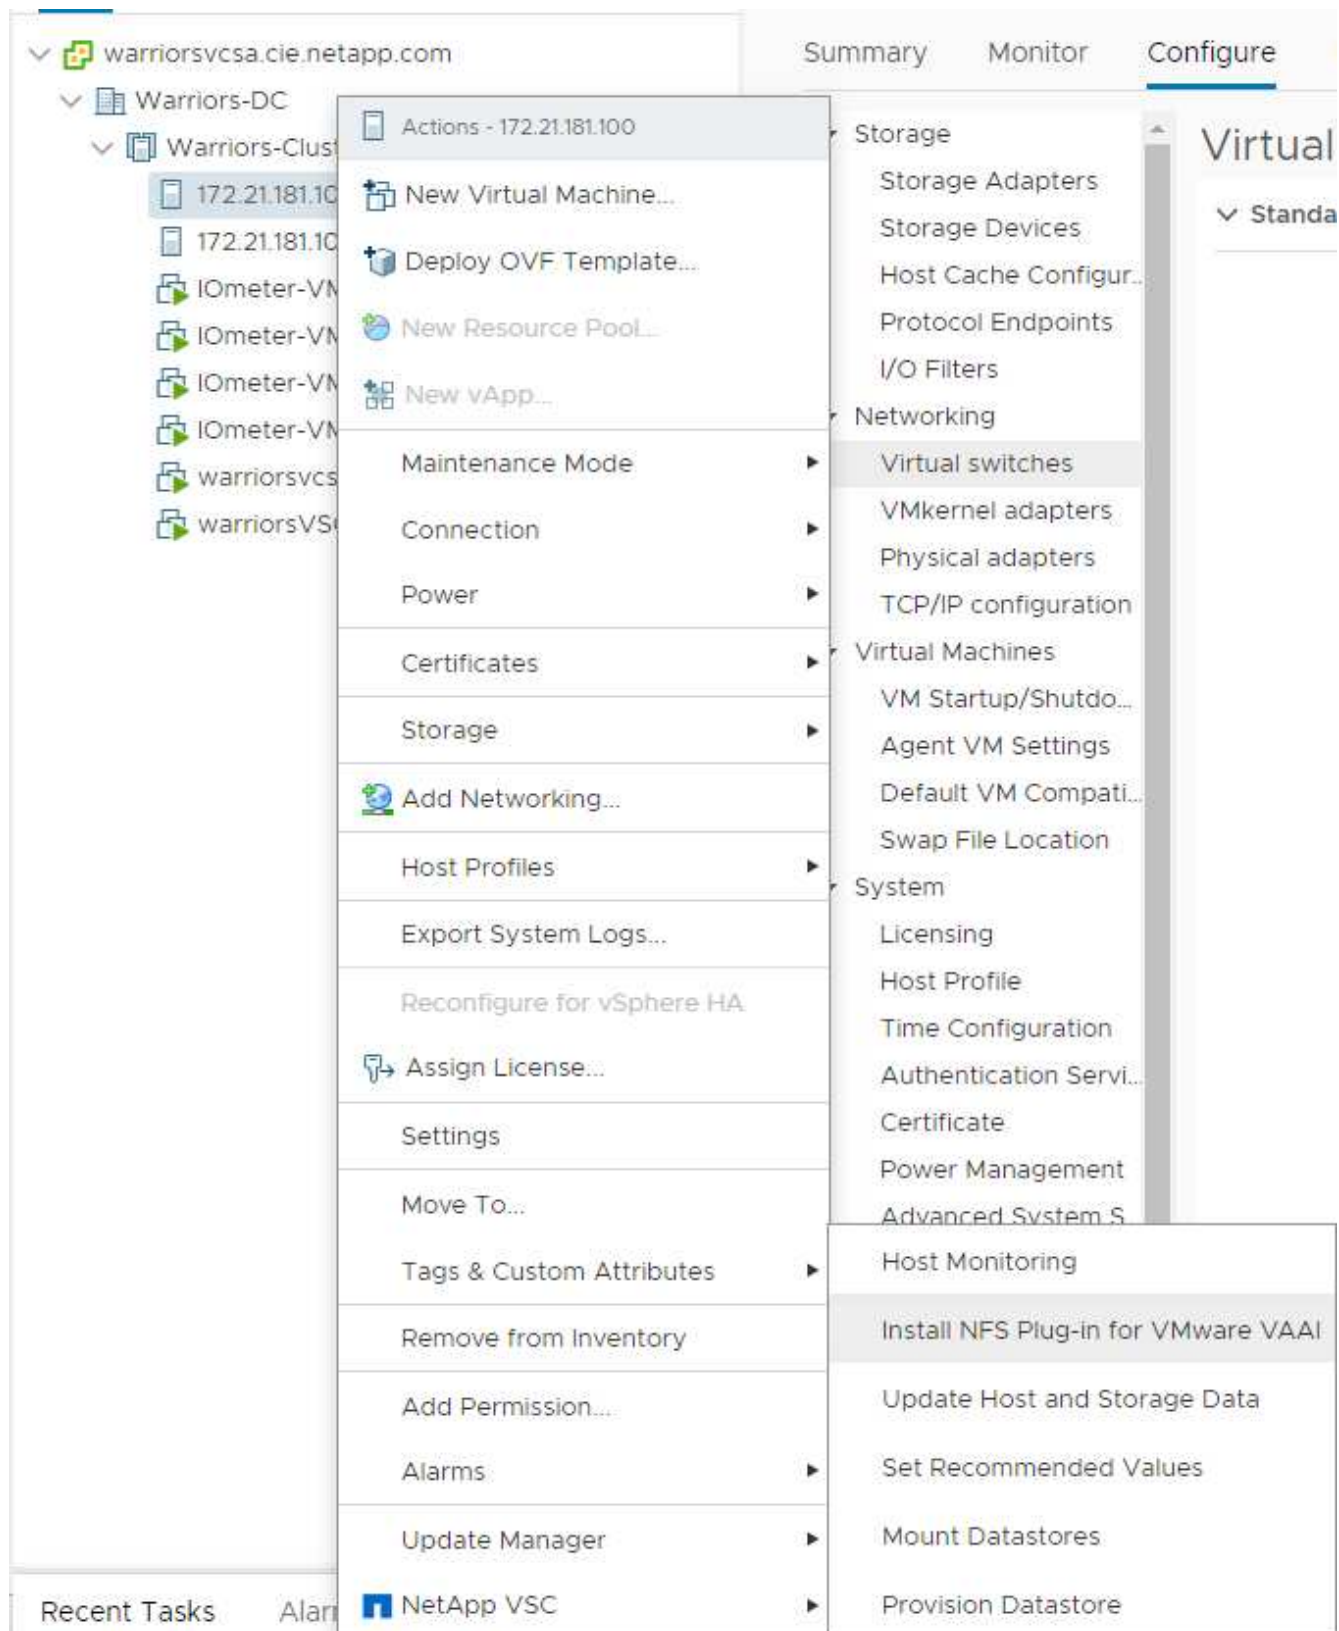 warriorsvcsa.cie.netapp.com
Warriors-DC
Warriors-Clus
172.21.181.10
172.21.181.10
IOmeter-VM
IOmeter-VM
IOmeter-VM
IOmeter-VM
warriorsvcs
warriorsVS
Recent Tasks
Alar
Actions - 172.21.181.100
New Virtual Machine...
Deploy OVF Template...
New Resource Pool...
New vApp...
Maintenance Mode
Connection
Power
Certificates
Storage
Add Networking...
Host Profiles
Export System Logs...
Reconfigure for vSphere HA
Assign License...
Settings
Move To...
Tags & Custom Attributes
Remove from Inventory
Add Permission...
Alarms
Update Manager
NetApp VSC
Summary
Monitor
Configure
Storage
Storage Adapters
Storage Devices
Host Cache Configur...
Protocol Endpoints
I/O Filters
Networking
Virtual switches
VMkernel adapters
Physical adapters
TCP/IP configuration
Virtual Machines
VM Startup/Shutdo...
Agent VM Settings
Default VM Compati...
Swap File Location
System
Licensing
Host Profile
Time Configuration
Authentication Servi...
Certificate
Power Management
Advanced System S
Virtual
Standa
Host Monitoring
Install NFS Plug-in for VMware VAAI
Update Host and Storage Data
Set Recommended Values
Mount Datastores
Provision Datastore